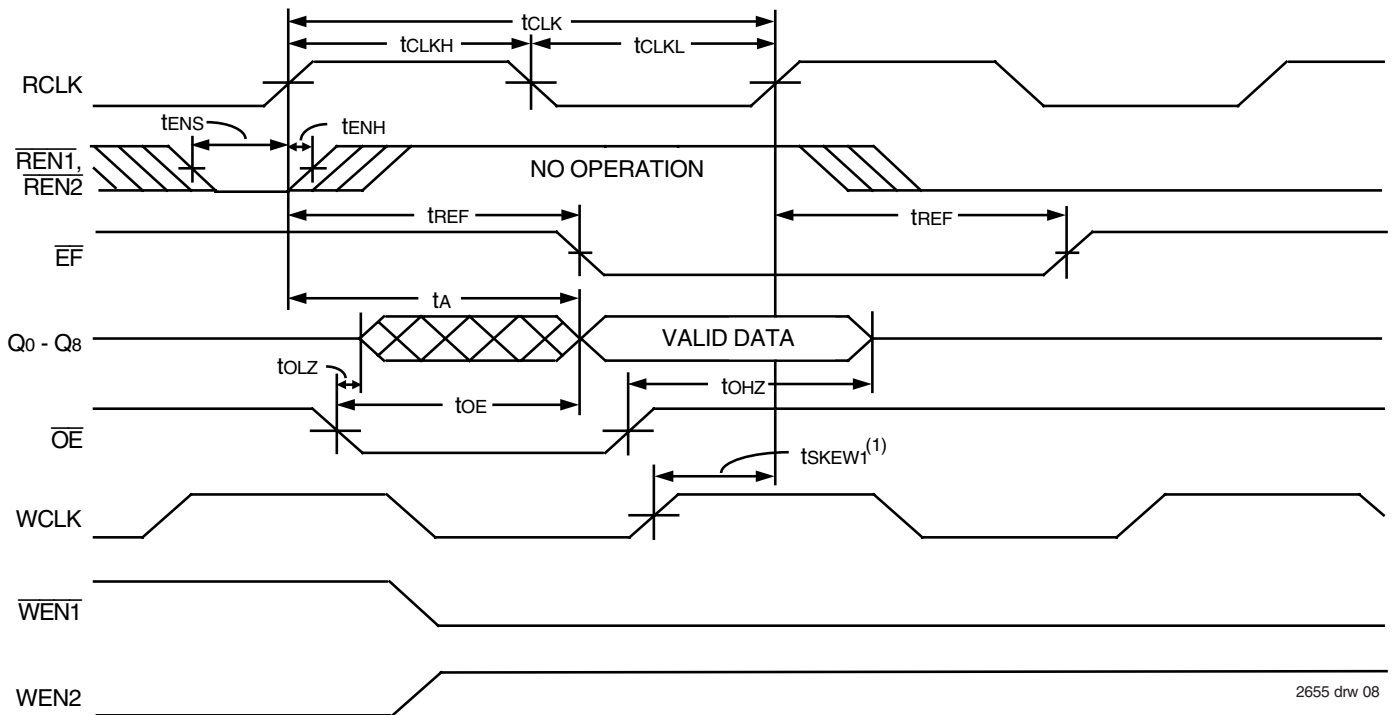 tCLK
tCLKH
tCLKL
RCLK
tENS
tENH
REN1,
REN2
NO OPERATION
tREF
tREF
EF
tA
Q0 - Q8
VALID DATA
tOLZ
tOHZ
tOE
OE
tSKEW1(1)
WCLK
WEN1
WEN2
2655 drw 08